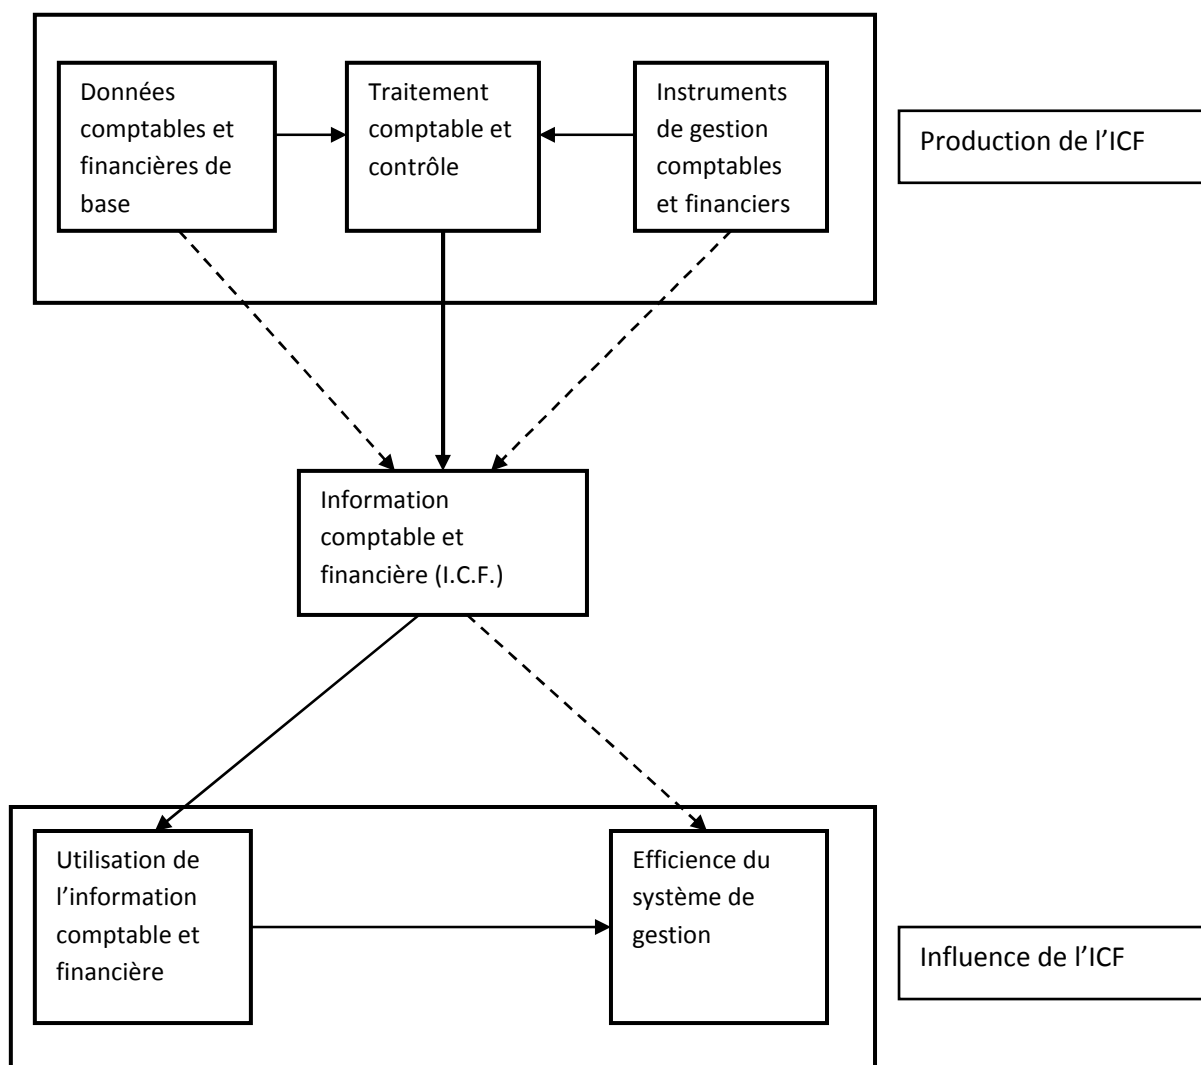 Données
comptables et
financières de
base
Traitement
comptable et
contrôle
Instruments
de gestion
comptables
et financiers
Production de l’ICF
Information
comptable et
financière (I.C.F.)
Utilisation de
l’information
comptable et
financière
Efficience du
système de
gestion
Influence de l’ICF